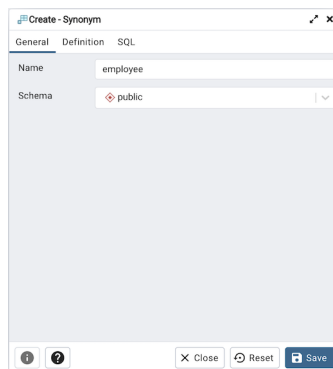 Create - Synonym
General Definition SQL
Name employee
Schema public
Close Reset Save